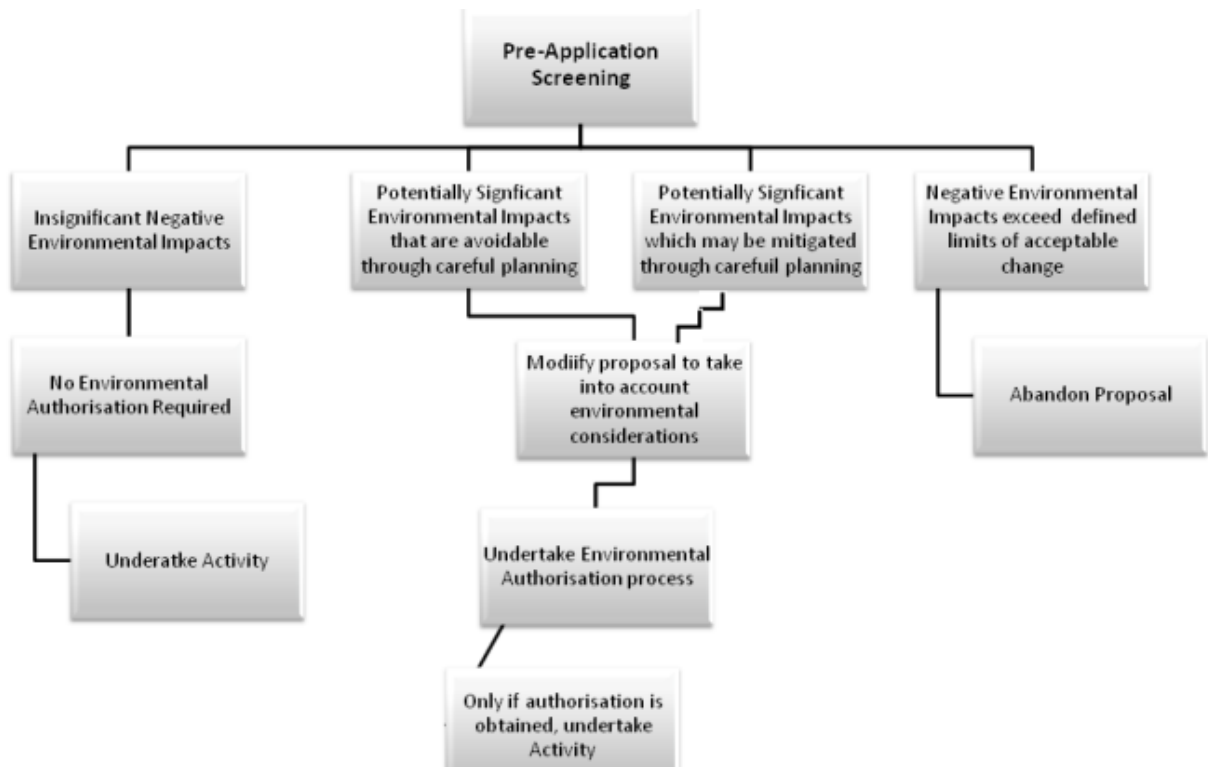 Pre-Application
Screening
Insignificant Negative
Environmental Impacts
Potentially Signficant
Environmental Impacts
that are avoidable
through careful planning
Potentially Signficant
Environmental Impacts
which may be mitigated
through carefuil planning
Negative Environmental
Impacts exceed defined
limits of acceptable
change
No Environmental
Authorisation Required
Modiify proposal to take
into account
environmental
considerations
Abandon Proposal
Underatke Activity
Undertake Environmental
Authorisation process
Only if authorisation is
obtained, undertake
Activity